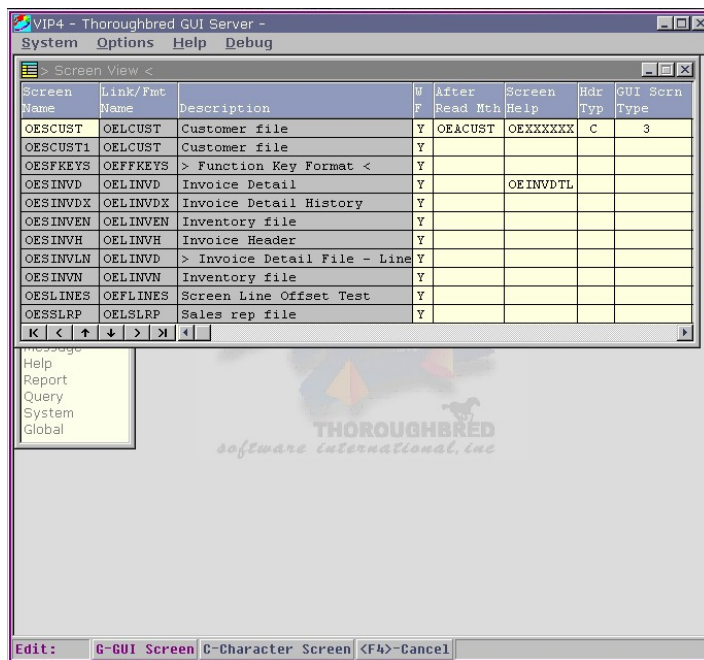 VIP4 - Thoroughbred GUI Server -
System Options Help Debug
> Screen View <
Screen Link/Fmt W After Screen Hdr GUI Scrn
Name Name Description F Read Mth Help Typ Type
OESCUST OELCUST Customer file Y OEACUST OEXXXXXX C 3
OESCUST1 OELCUST Customer file Y
OESFKEYS OEFFKEYS > Function Key Format < Y
OESINVD OELINVD Invoice Detail Y OEINVDTL
OESINVDX OELINVDX Invoice Detail History Y
OESINVEN OELINVEN Inventory file Y
OESINVH OELINVH Invoice Header Y
OESINVLN OELINVD > Invoice Detail File - Line Y
OESINVN OELINVN Inventory file Y
OESLINES OEFLINES Screen Line Offset Test Y
OESSLRP OELSLRP Sales rep file Y
Message
Help
Report
Query
System
Global
THOROUGHBRED
software international, inc
Edit: G-GUI Screen C-Character Screen <F4>-Cancel